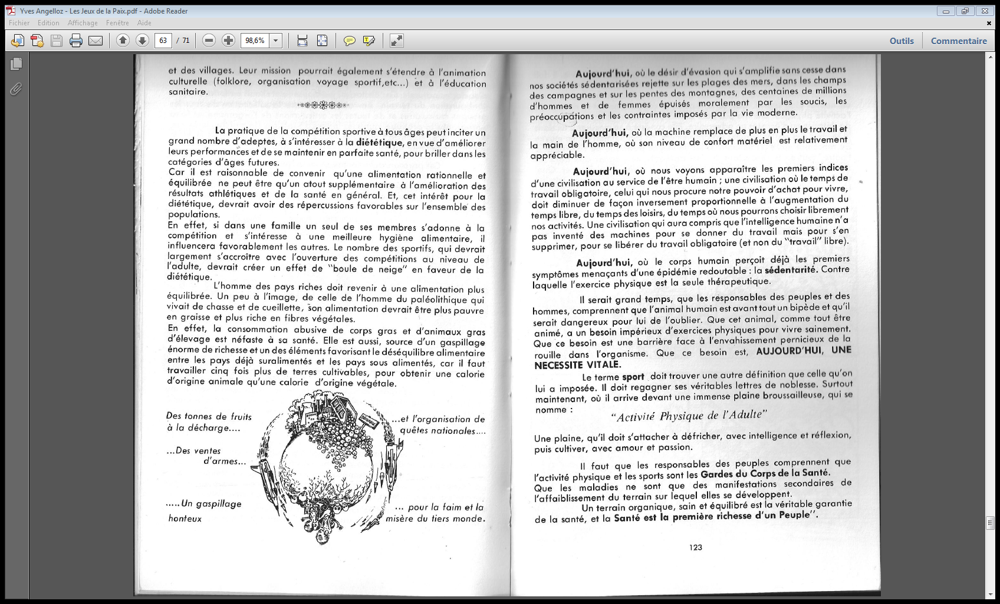 Yves Angelloz - Les Jeux de la Paix.pdf - Adobe Reader
Fichier Edition Affichage Fenêtre Aide
63 / 71 98,6% Outils Commentaire
et des villages. Leur mission pourrait également s'étendre à l'animation
culturelle (folklore, organisation voyage sportif,etc...) et à l'éducation
sanitaire.
La pratique de la compétition sportive à tous âges peut inciter un
grand nombre d'adeptes, à s'intéresser à la diététique, en vue d'améliorer
leurs performances et de se maintenir en parfaite santé, pour briller dans les
catégories d'âges futures.
Car il est raisonnable de convenir qu'une alimentation rationnelle et
équilibrée ne peut être qu'un atout supplémentaire à l'amélioration des
résultats athlétiques et de la santé en général. Et, cet intérêt pour la
diététique, devrait avoir des répercussions favorables sur l'ensemble des
populations.
En effet, si dans une famille un seul de ses membres s'adonne à la
compétition et s'intéresse à une meilleure hygiène alimentaire, il
influencera favorablement les autres. Le nombre des sportifs, qui devrait
largement s'accroître avec l'ouverture des compétitions au niveau de
l'adulte, devrait créer un effet de "boule de neige" en faveur de la
diététique.
L'homme des pays riches doit revenir à une alimentation plus
équilibrée. Un peu à l'image, de celle de l'homme du paléolithique qui
vivait de chasse et de cueillette, son alimentation devrait être plus pauvre
en graisse et plus riche en fibres végétales.
En effet, la consommation abusive de corps gras et d'animaux gras
d'élevage est néfaste à sa santé. Elle est aussi, source d'un gaspillage
énorme de richesse et un des éléments favorisant le déséquilibre alimentaire
entre les pays déjà suralimentés et les pays sous alimentés, car il faut
travailler cinq fois plus de terres cultivables, pour obtenir une calorie
d'origine animale qu'une calorie d'origine végétale.
Des tonnes de fruits
à la décharge....
...Des ventes
d'armes...
.....Un gaspillage
honteux
...et l'organisation de
quêtes nationales....
... pour la faim et la
misère du tiers monde.
Aujourd'hui, où le désir d'évasion qui s'amplifie sans cesse dans
nos sociétés sédentarisées rejette sur les plages des mers, dans les champs
des campagnes et sur les pentes des montagnes, des centaines de millions
d'hommes et de femmes épuisés moralement par les soucis, les
préoccupations et les contraintes imposés par la vie moderne.
Aujourd'hui, où la machine remplace de plus en plus le travail et
la main de l'homme, où son niveau de confort matériel est relativement
appréciable.
Aujourd'hui, où nous voyons apparaître les premiers indices
d'une civilisation au service de l'être humain ; une civilisation où le temps de
travail obligatoire, celui qui nous procure notre pouvoir d'achat pour vivre,
doit diminuer de façon inversement proportionnelle à l'augmentation du
temps libre, du temps des loisirs, du temps où nous pourrons choisir librement
nos activités. Une civilisation qui aura compris que l'intelligence humaine n'a
pas inventé des machines pour se donner du travail mais pour s'en
supprimer, pour se libérer du travail obligatoire (et non du "travail" libre).
Aujourd'hui, où le corps humain perçoit déjà les premiers
symptômes menaçants d'une épidémie redoutable : la sédentarité. Contre
laquelle l'exercice physique est la seule thérapeutique.
Il serait grand temps, que les responsables des peuples et des
hommes, comprennent que l'animal humain est avant tout un bipède et qu'il
serait dangereux pour lui de l'oublier. Que cet animal, comme tout être
animé, a un besoin impérieux d'exercices physiques pour vivre sainement.
Que ce besoin est une barrière face à l'envahissement pernicieux de la
rouille dans l'organisme. Que ce besoin est, AUJOURD'HUI, UNE
NECESSITE VITALE.
Le terme sport doit trouver une autre définition que celle qu'on
lui a imposée. Il doit regagner ses véritables lettres de noblesse. Surtout
maintenant, où il arrive devant une immense plaine broussailleuse, qui se
nomme :
"Activité Physique de l'Adulte"
Une plaine, qu'il doit s'attacher à défricher, avec intelligence et réflexion,
puis cultiver, avec amour et passion.
Il faut que les responsables des peuples comprennent que
l'activité physique et les sports sont les Gardes du Corps de la Santé.
Que les maladies ne sont que des manifestations secondaires de
l'affaiblissement du terrain sur lequel elles se développent.
Un terrain organique, sain et équilibré est la véritable garantie
de la santé, et la Santé est la première richesse d'un Peuple".
123